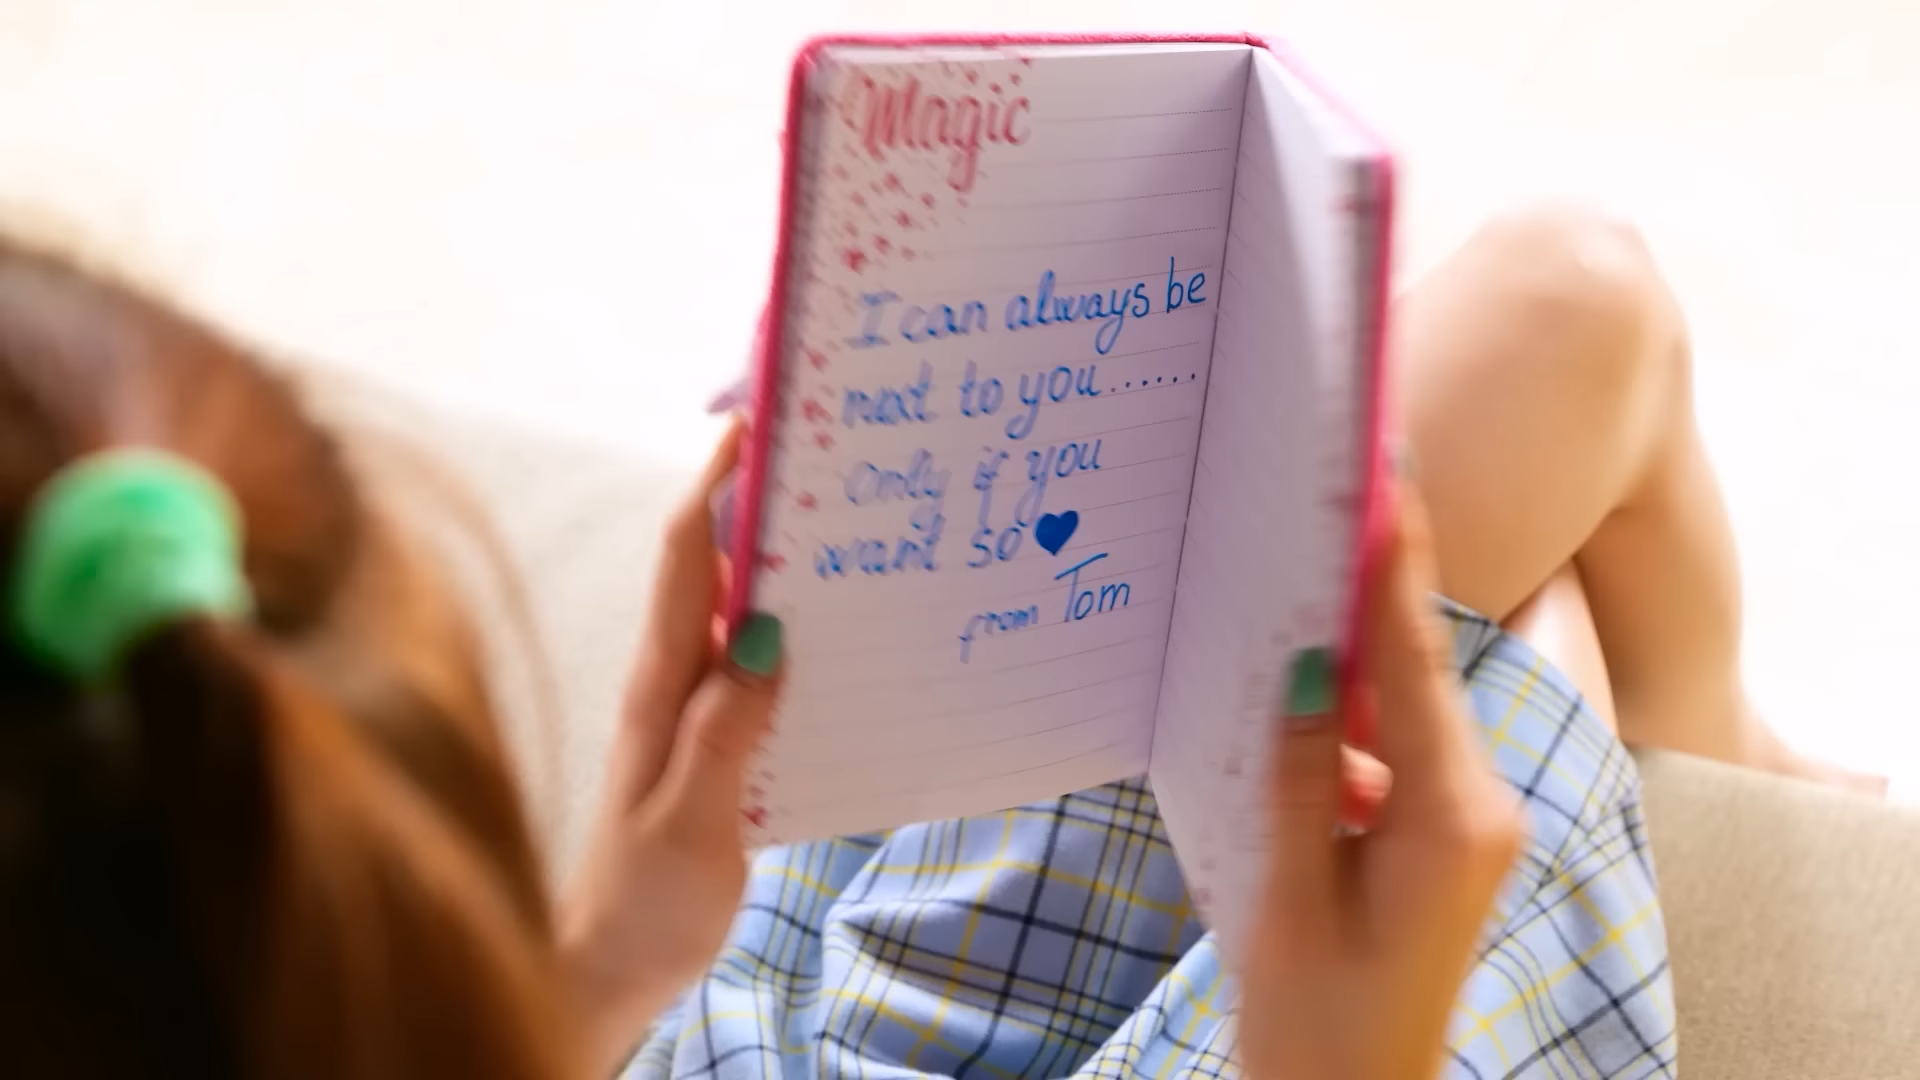 Magic
I can always be
next to you......
Only if you
want so
from Tom